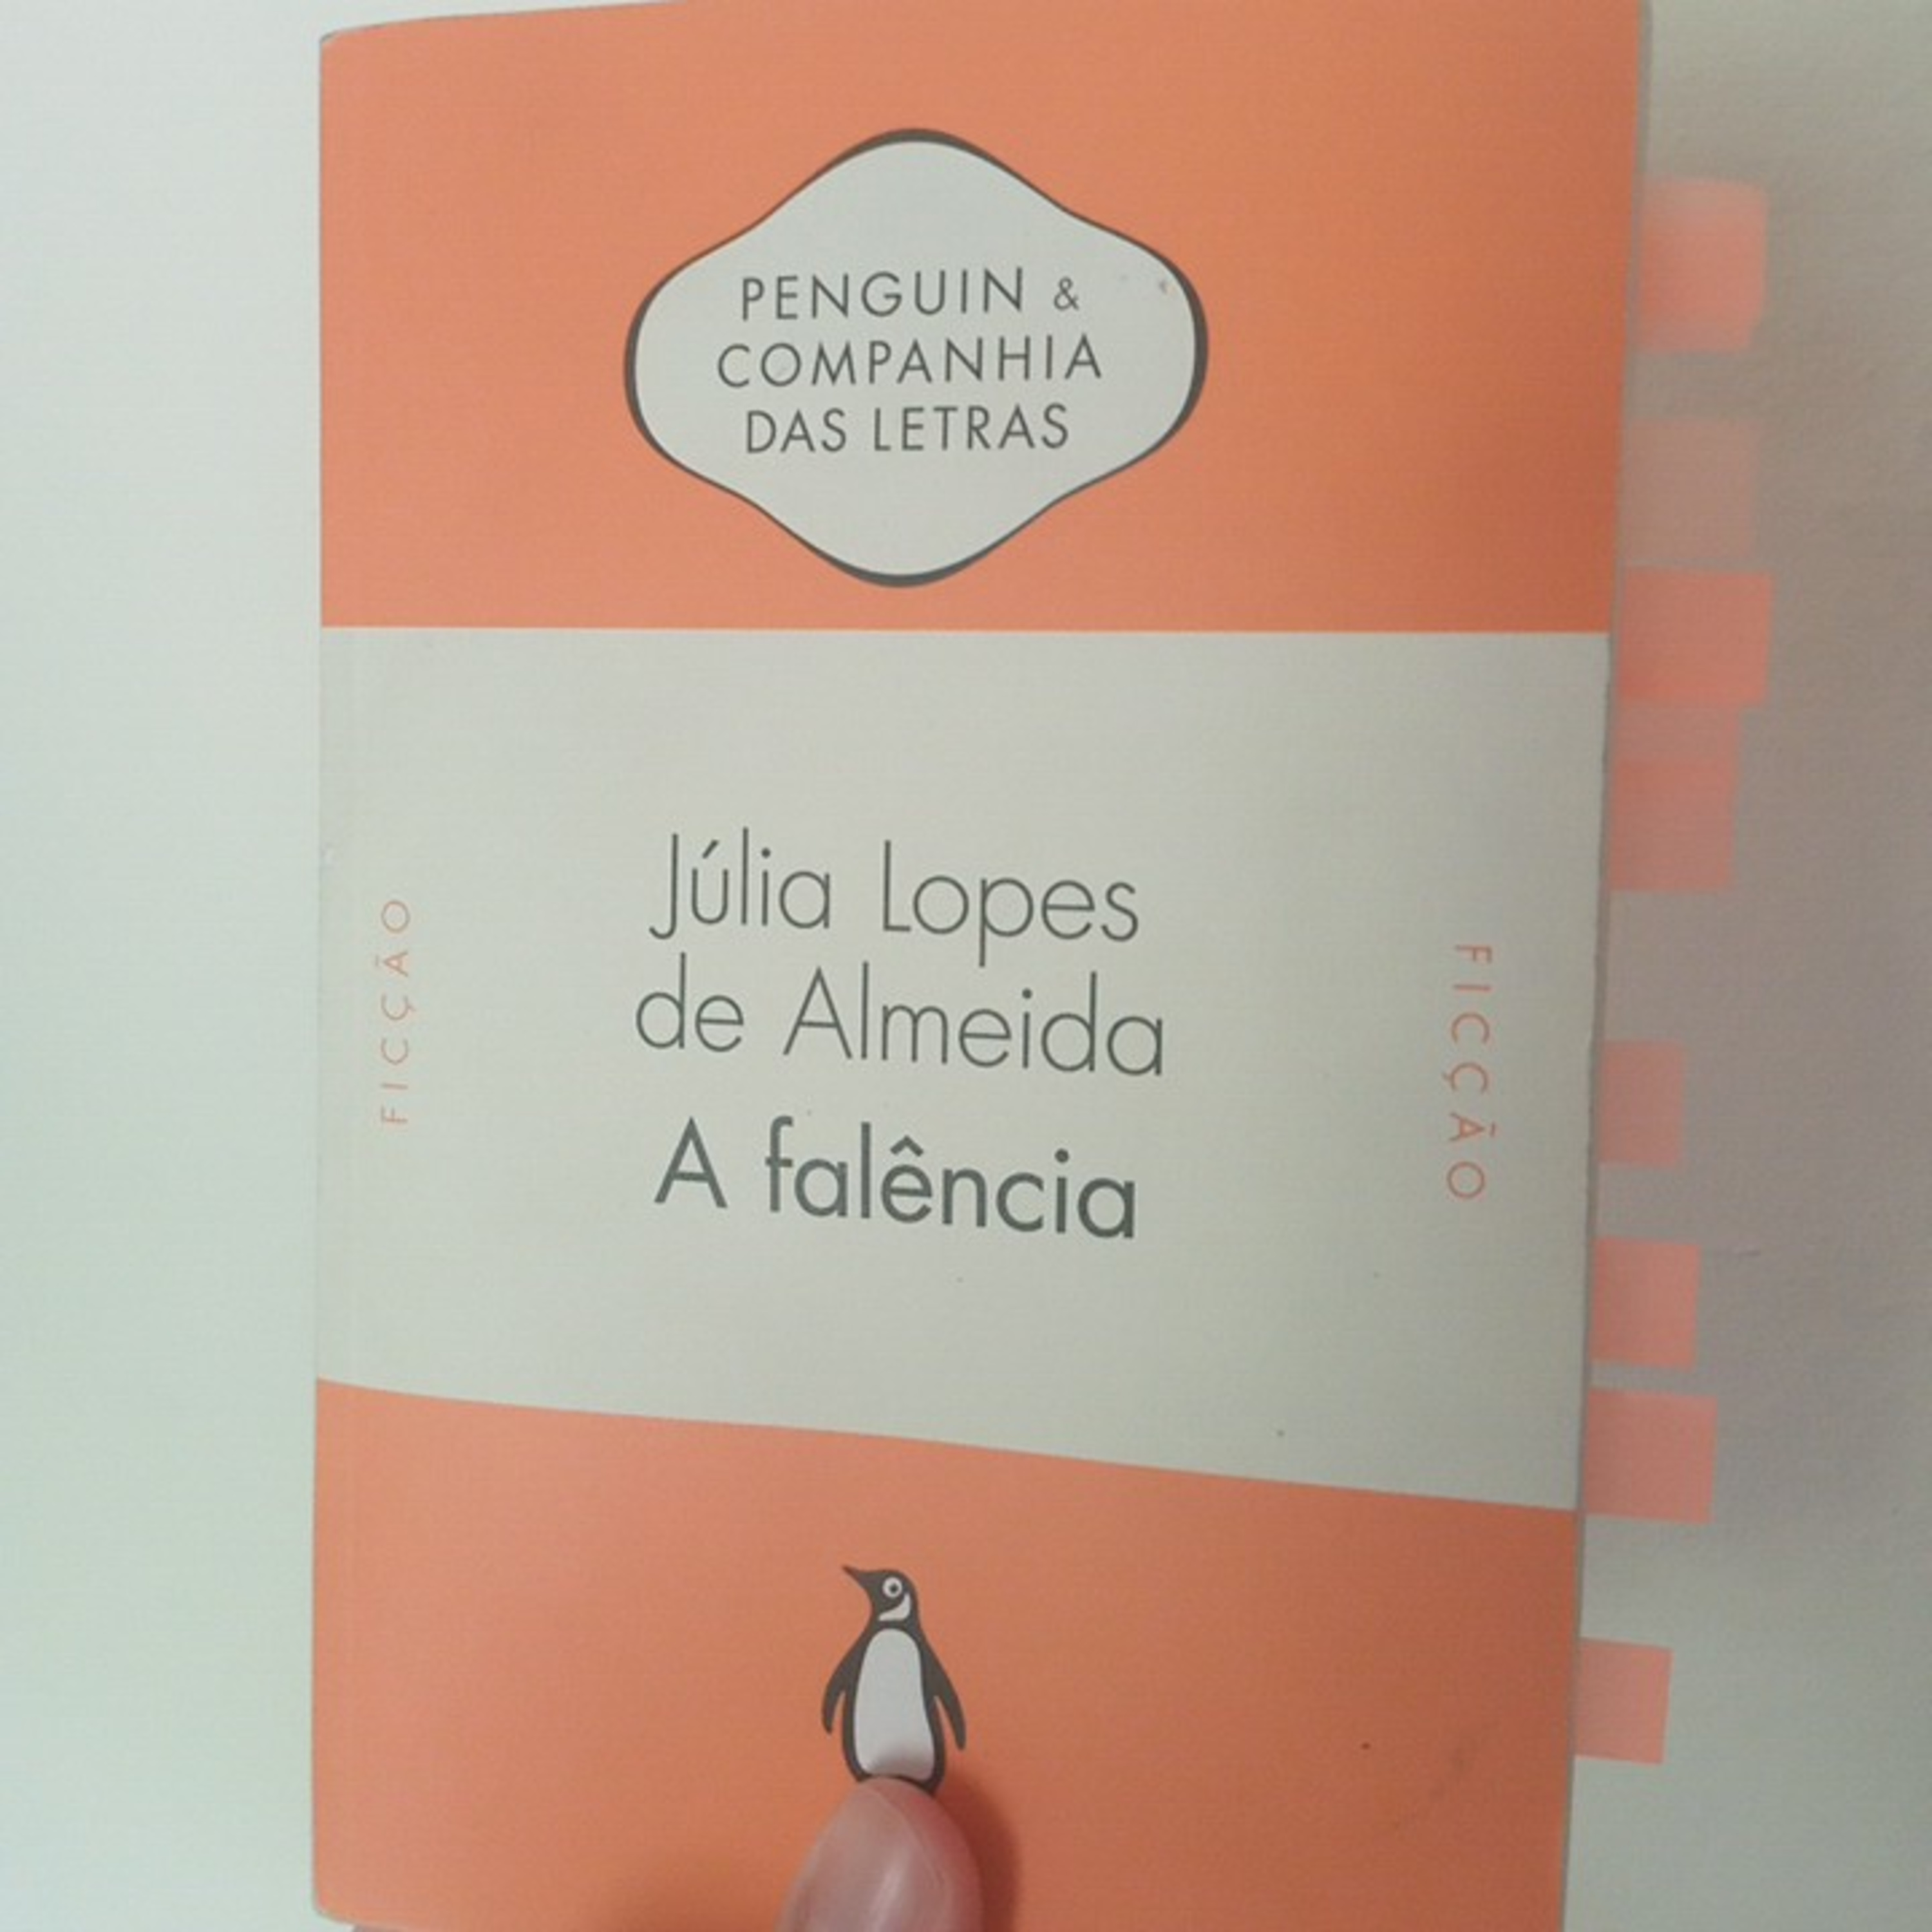 PENGUIN &
COMPANHIA
DAS LETRAS
FICÇÃO
Júlia Lopes
de Almeida
A falência
FICÇÃO